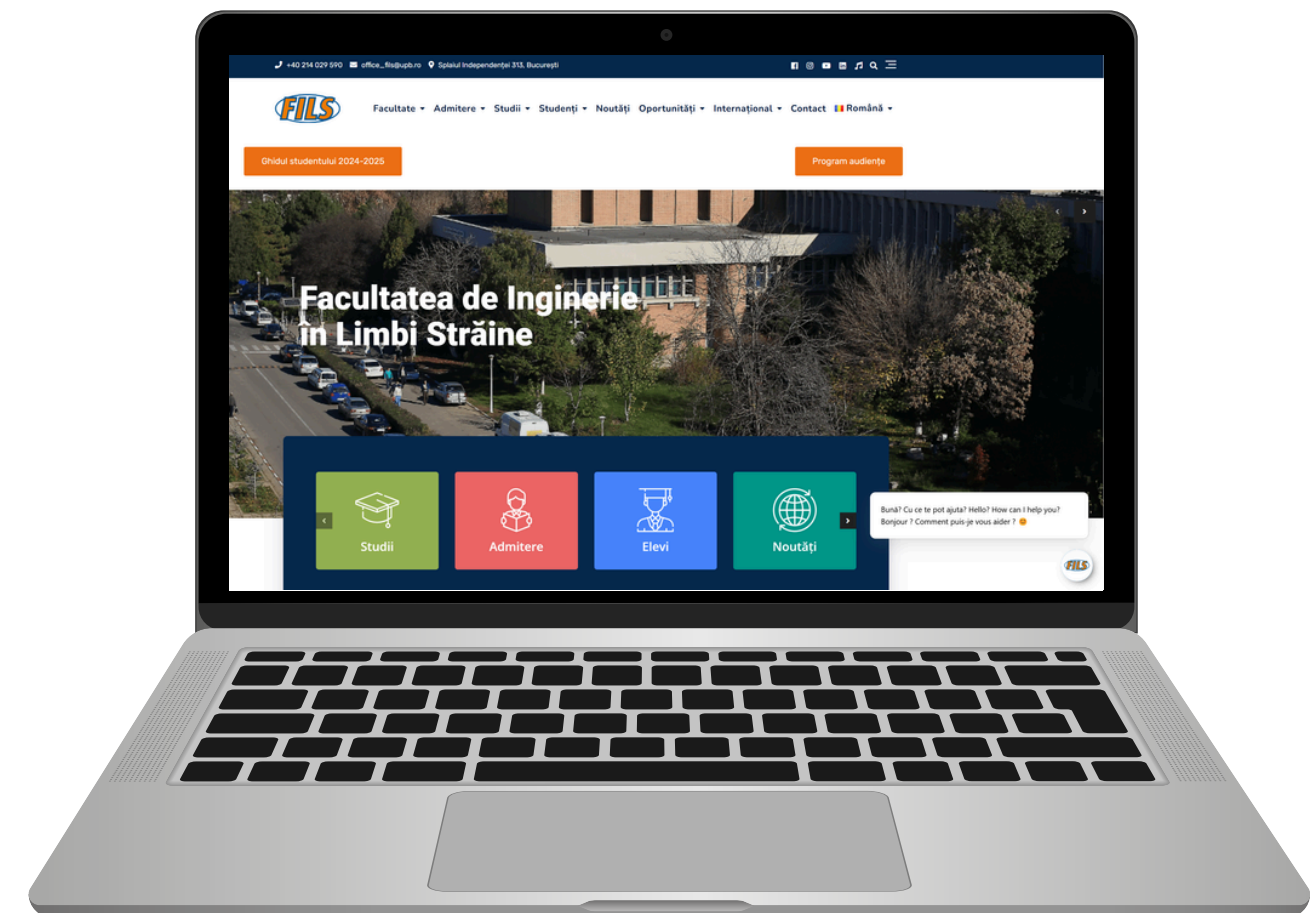 +40 214 029 590 office_fils@upb.ro Splaiul Independenței 313, București
FILS Facultate Admitere Studii Studenți Noutăți Oportunități Internațional Contact Română
Ghidul studentului 2024-2025 Program audiențe
Facultatea de Inginerie
în Limbi Străine
Studii Admitere Elevi Noutăți
Bună? Cu ce te pot ajuta? Hello? How can I help you?
Bonjour ? Comment puis-je vous aider ?
FILS